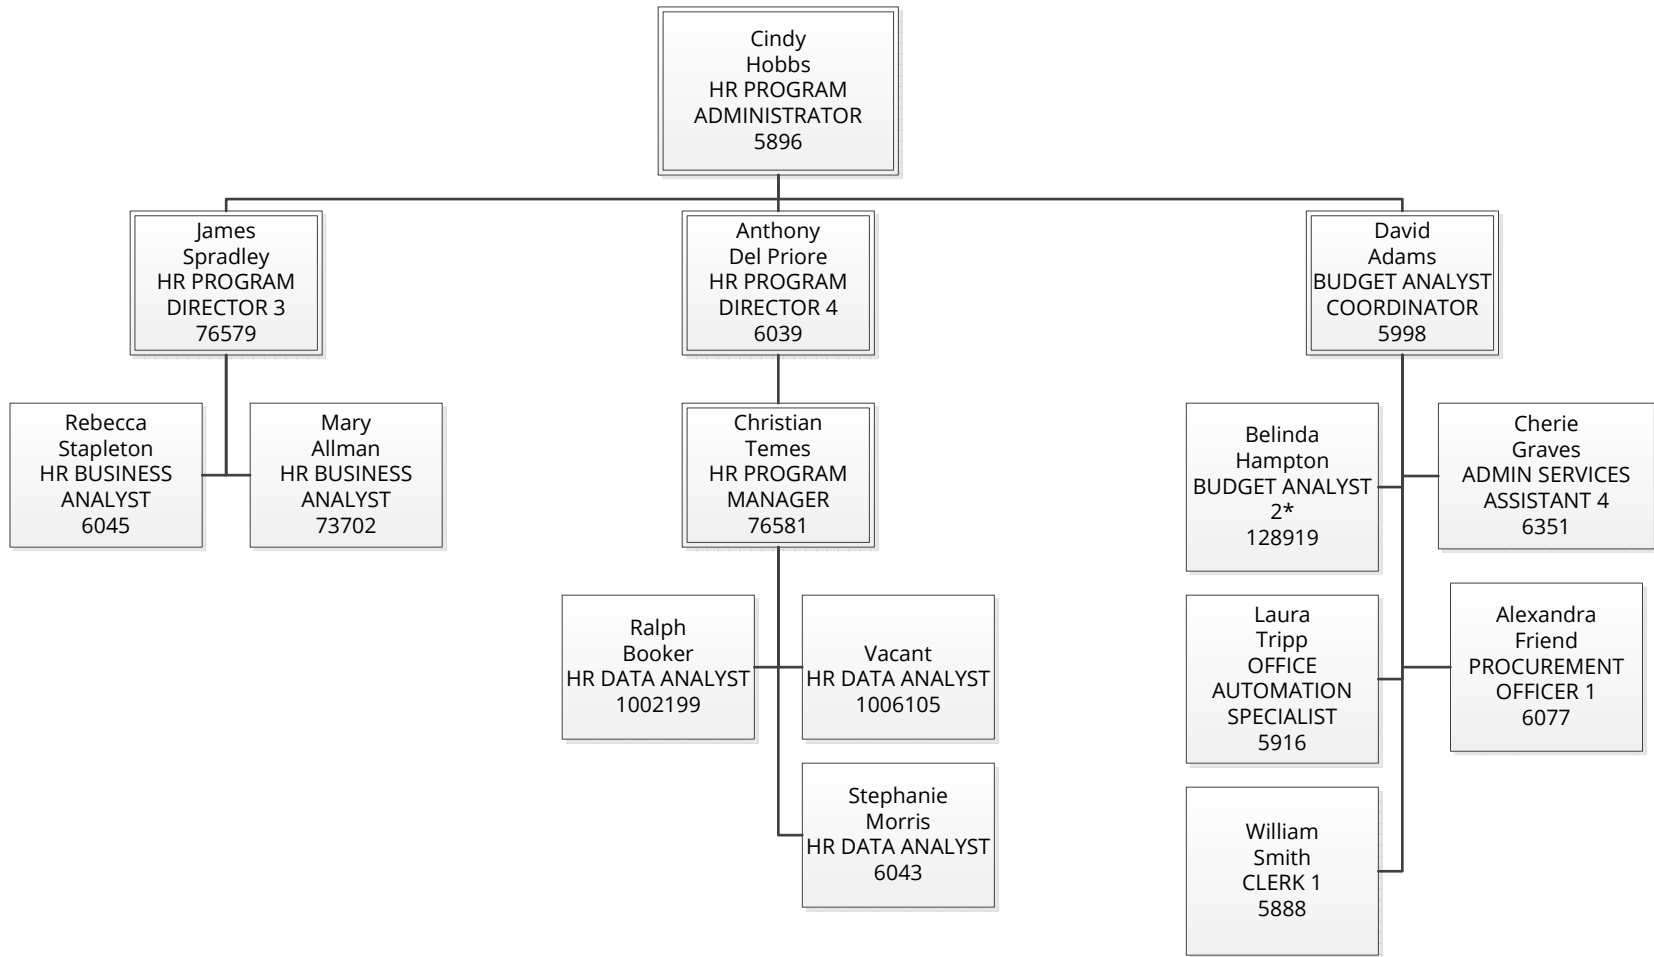 Cindy
Hobbs
HR PROGRAM
ADMINISTRATOR
5896
James
Spradley
HR PROGRAM
DIRECTOR 3
76579
Anthony
Del Priore
HR PROGRAM
DIRECTOR 4
6039
David
Adams
BUDGET ANALYST
COORDINATOR
5998
Rebecca
Stapleton
HR BUSINESS
ANALYST
6045
Mary
Allman
HR BUSINESS
ANALYST
73702
Christian
Temes
HR PROGRAM
MANAGER
76581
Belinda
Hampton
BUDGET ANALYST
2*
128919
Cherie
Graves
ADMIN SERVICES
ASSISTANT 4
6351
Ralph
Booker
HR DATA ANALYST
1002199
Vacant
HR DATA ANALYST
1006105
Laura
Tripp
OFFICE
AUTOMATION
SPECIALIST
5916
Alexandra
Friend
PROCUREMENT
OFFICER 1
6077
Stephanie
Morris
HR DATA ANALYST
6043
William
Smith
CLERK 1
5888